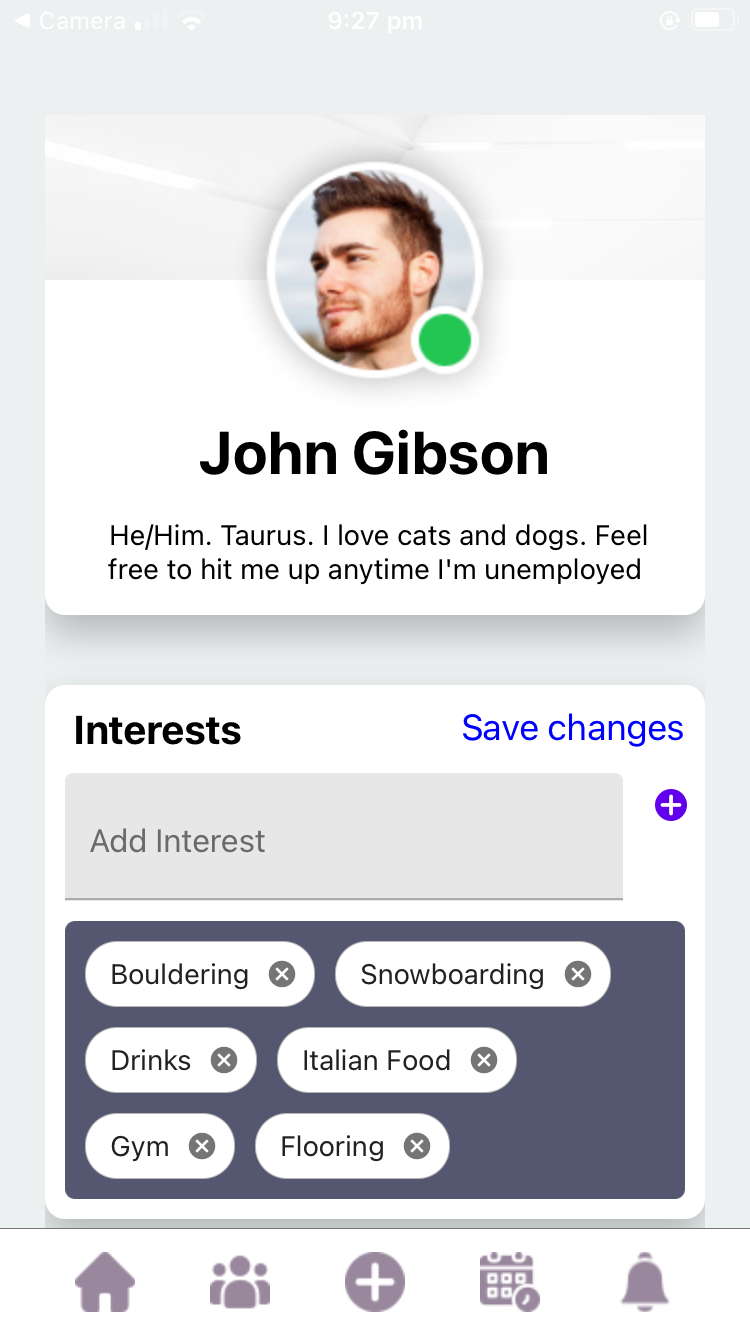 Camera
9:27 pm
John Gibson
He/Him. Taurus. I love cats and dogs. Feel
free to hit me up anytime I'm unemployed
Interests
Save changes
Add Interest
Bouldering
Snowboarding
Drinks
Italian Food
Gym
Flooring